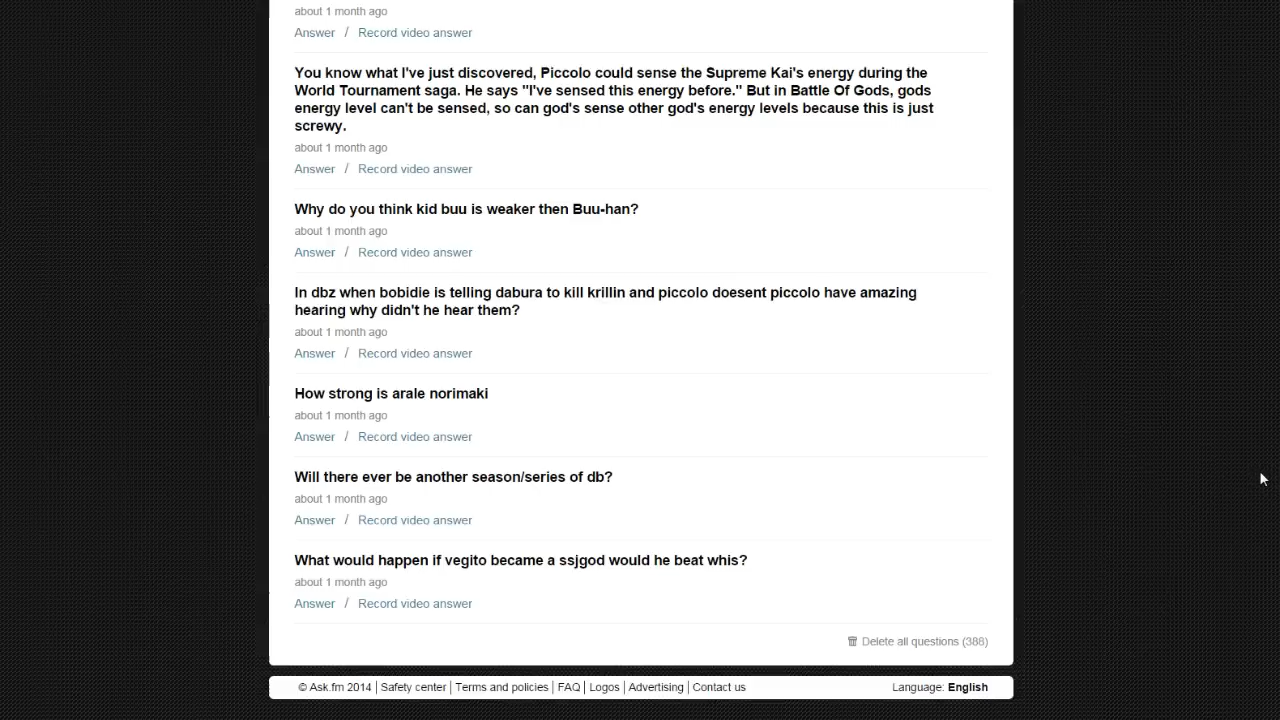 about 1 month ago
Answer / Record video answer
You know what I've just discovered, Piccolo could sense the Supreme Kai's energy during the
World Tournament saga. He says "I've sensed this energy before." But in Battle Of Gods, gods
energy level can't be sensed, so can god's sense other god's energy levels because this is just
screwy.
about 1 month ago
Answer / Record video answer
Why do you think kid buu is weaker then Buu-han?
about 1 month ago
Answer / Record video answer
In dbz when bobidie is telling dabura to kill krillin and piccolo doesent piccolo have amazing
hearing why didn't he hear them?
about 1 month ago
Answer / Record video answer
How strong is arale norimaki
about 1 month ago
Answer / Record video answer
Will there ever be another season/series of db?
about 1 month ago
Answer / Record video answer
What would happen if vegito became a ssjgod would he beat whis?
about 1 month ago
Answer / Record video answer
Delete all questions (388)
© Ask.fm 2014 | Safety center | Terms and policies | FAQ | Logos | Advertising | Contact us Language: English